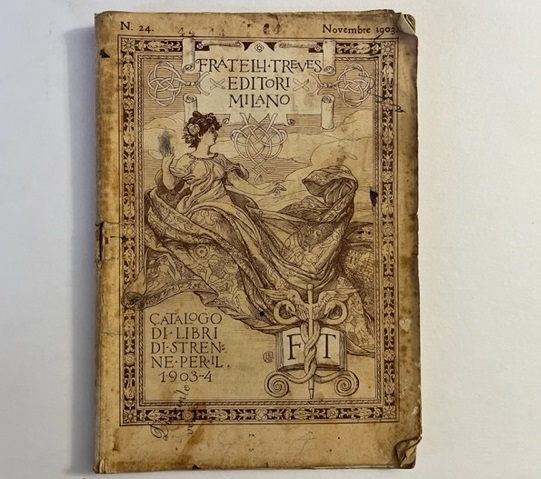 N. 24. Novembre 1903.
FRATELLI·TREVES
EDITORI
MILANO
CATALOGO
DI·LIBRI
DI·STREN=
NE·PER·IL
1903-4
F T